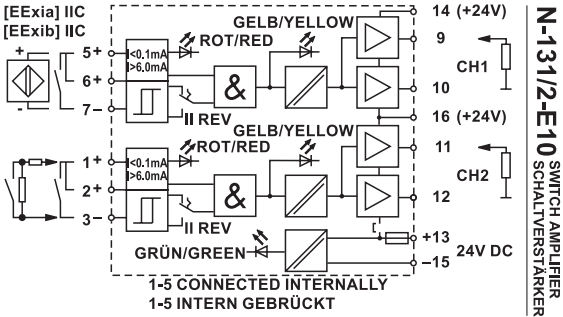 [EExia] IIC
[EExib] IIC
GELB/YELLOW
14 (+24V)
ROT/RED
9
+
5+
I<0.1mA
I>6.0mA
CH1
6+
&
10
-
7–
II REV
16 (+24V)
GELB/YELLOW
ROT/RED
11
1+
I<0.1mA
I>6.0mA
CH2
2+
&
12
3–
II REV
+13
GRÜN/GREEN
24V DC
–15
1-5 CONNECTED INTERNALLY
1-5 INTERN GEBRÜCKT
N-131/2-E10
SWITCH AMPLIFIER
SCHALTVERSTÄRKER